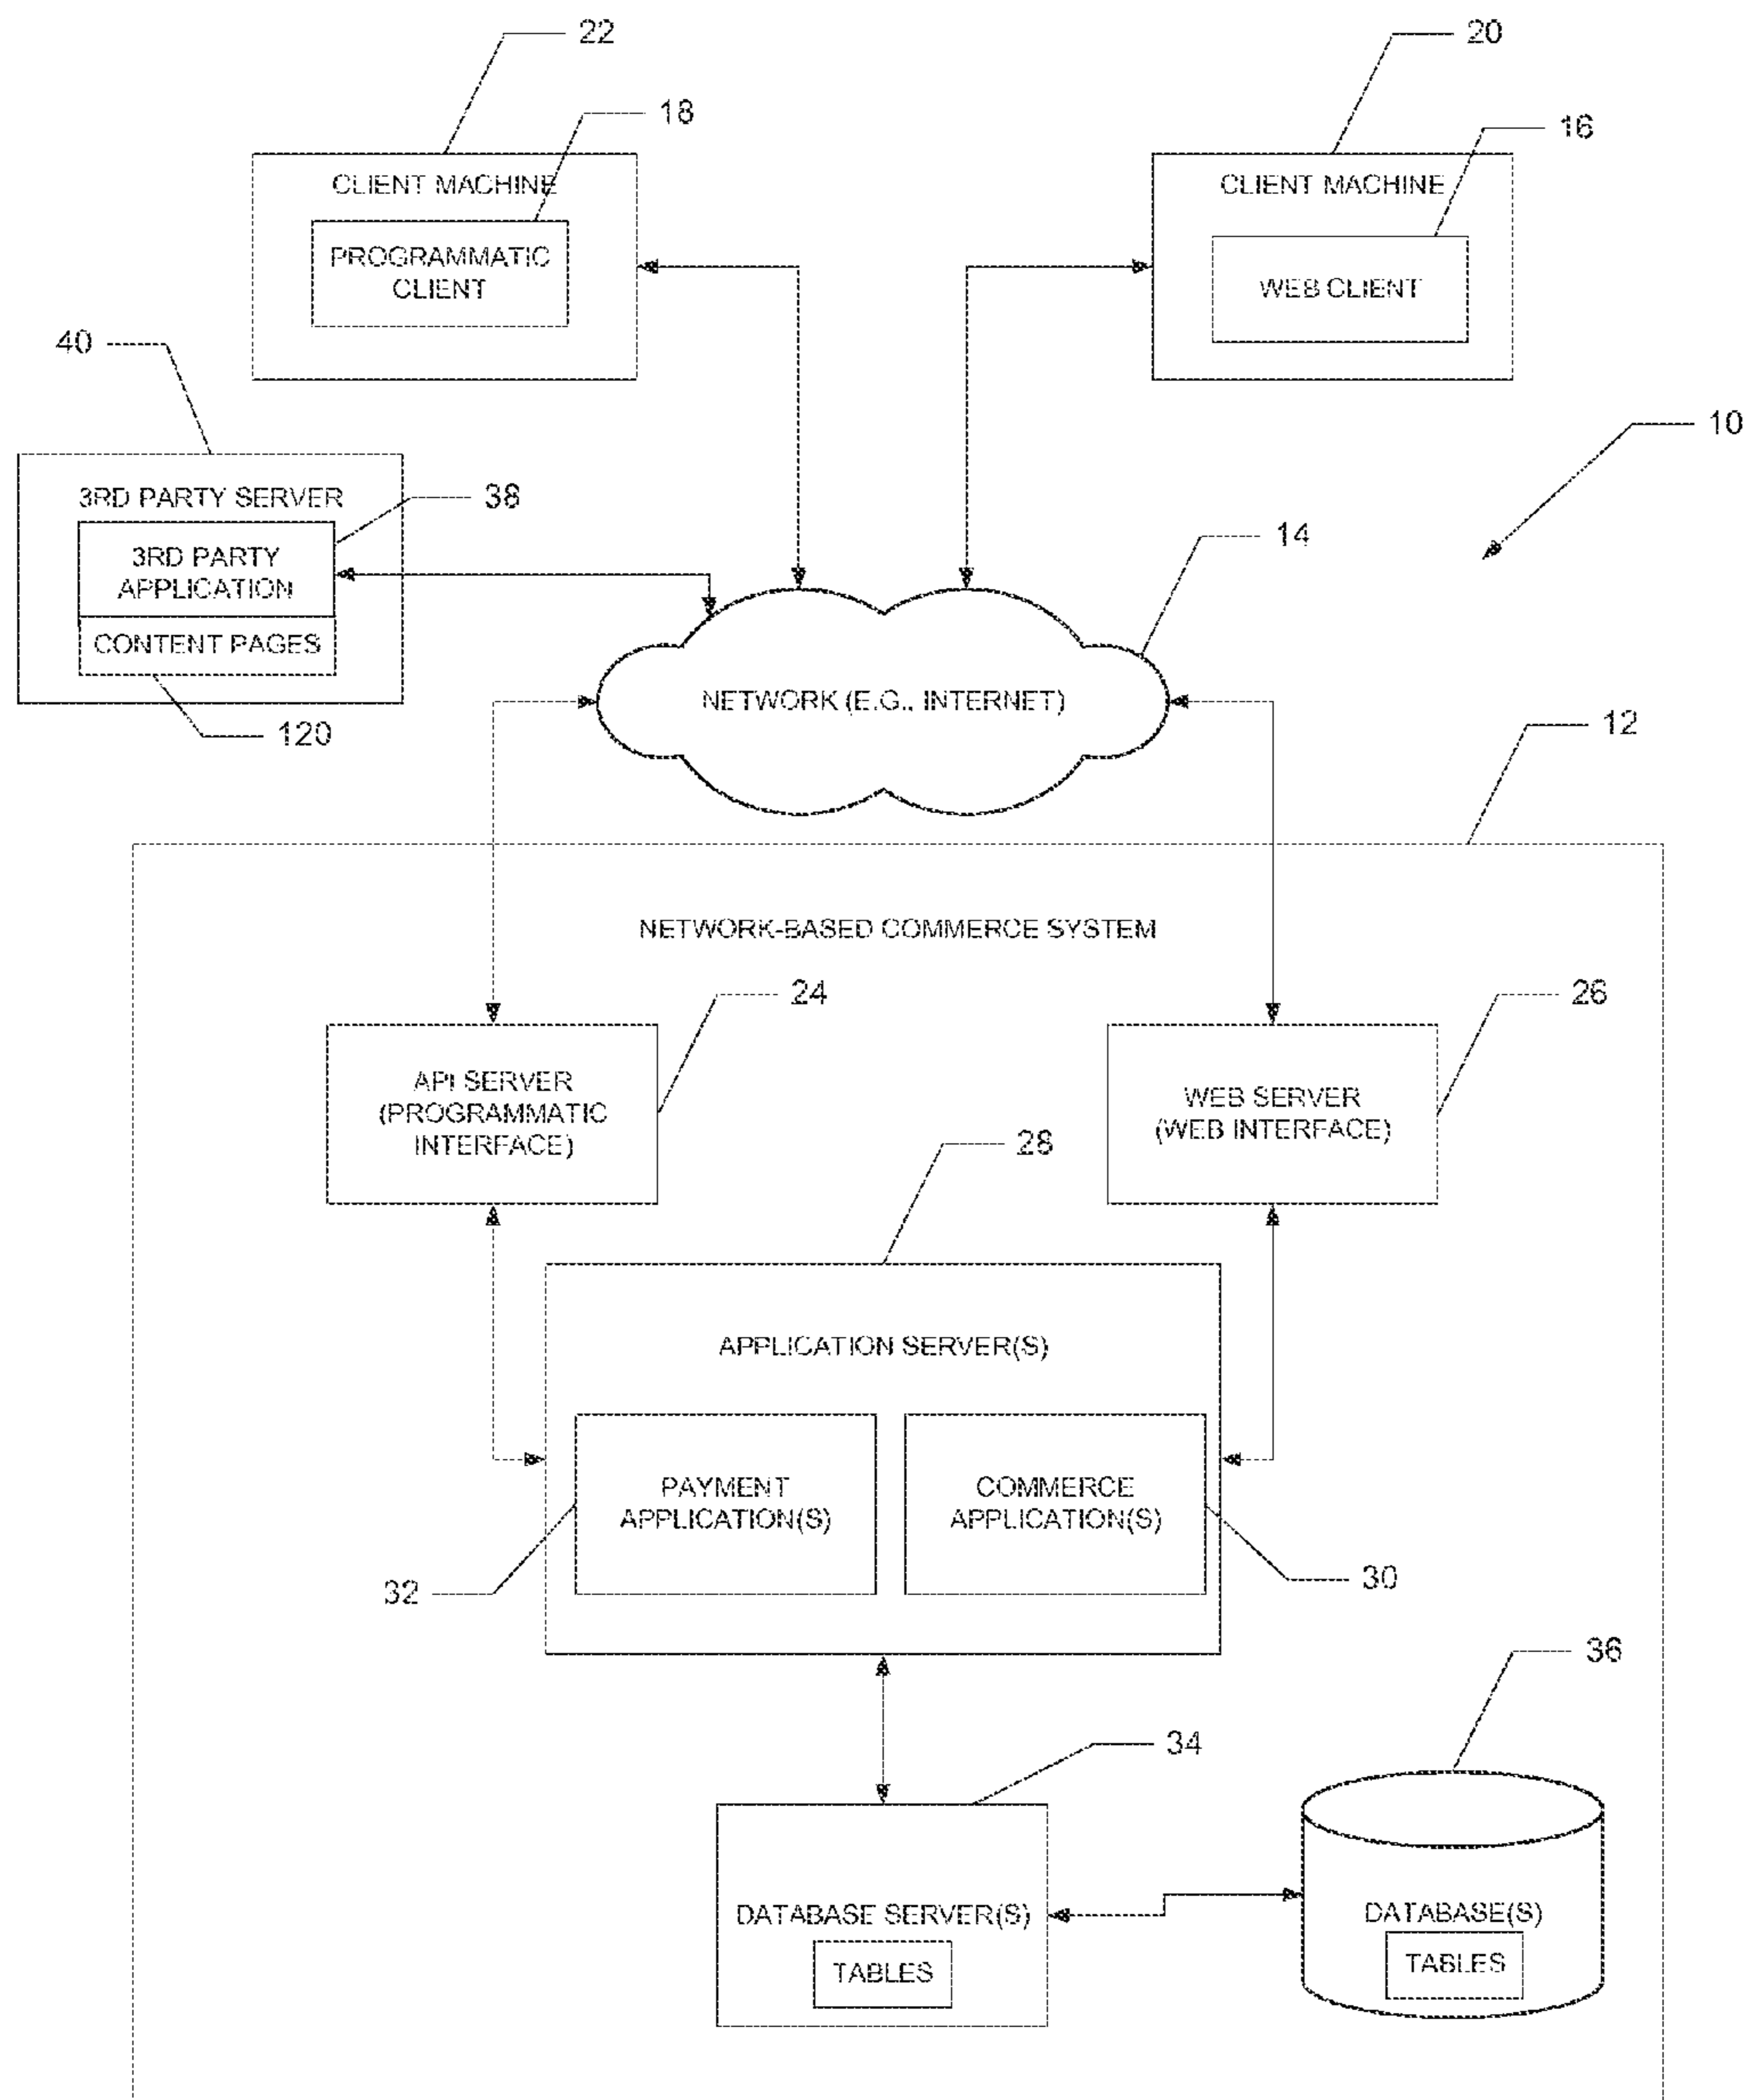 22
20
18
16
CLIENT MACHINE
CLIENT MACHINE
PROGRAMMATIC
CLIENT
WEB CLIENT
40
10
3RD PARTY SERVER
38
14
3RD PARTY
APPLICATION
CONTENT PAGES
NETWORK (E.G., INTERNET)
120
12
NETWORK-BASED COMMERCE SYSTEM
24
26
API SERVER
(PROGRAMMATIC
INTERFACE)
WEB SERVER
(WEB INTERFACE)
28
APPLICATION SERVER(S)
PAYMENT
APPLICATION(S)
COMMERCE
APPLICATION(S)
32
30
36
34
DATABASE SERVER(S)
TABLES
DATABASE(S)
TABLES